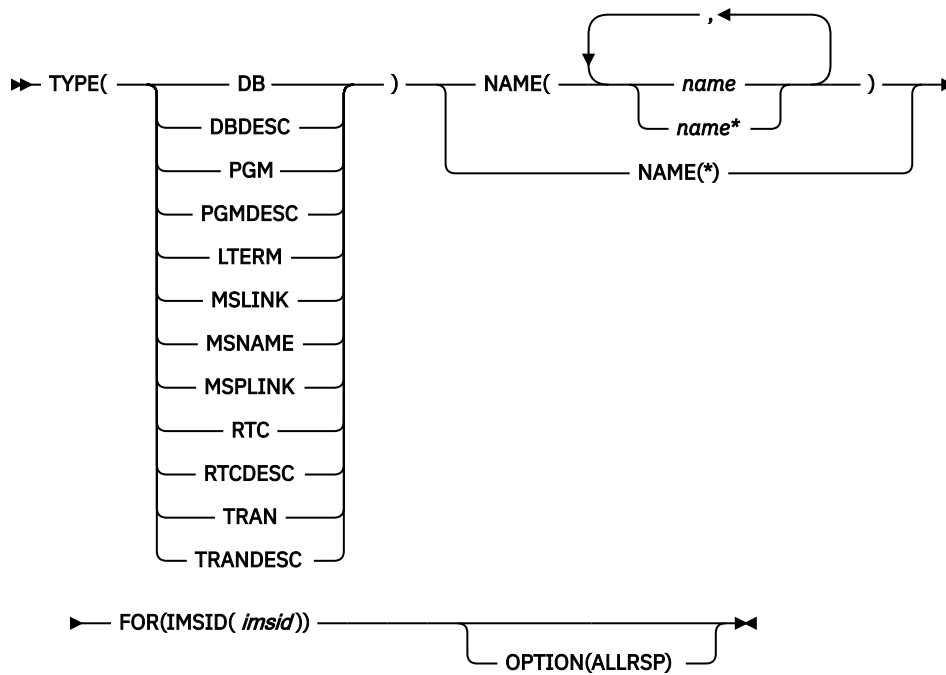 ,
TYPE( DB ) NAME( name )
DBDESC name*
PGM NAME(*)
PGMDESC
LTERM
MSLINK
MSNAME
MSPLINK
RTC
RTCDESC
TRAN
TRANDESC
FOR(IMSID( imsid))
OPTION(ALLRSP)